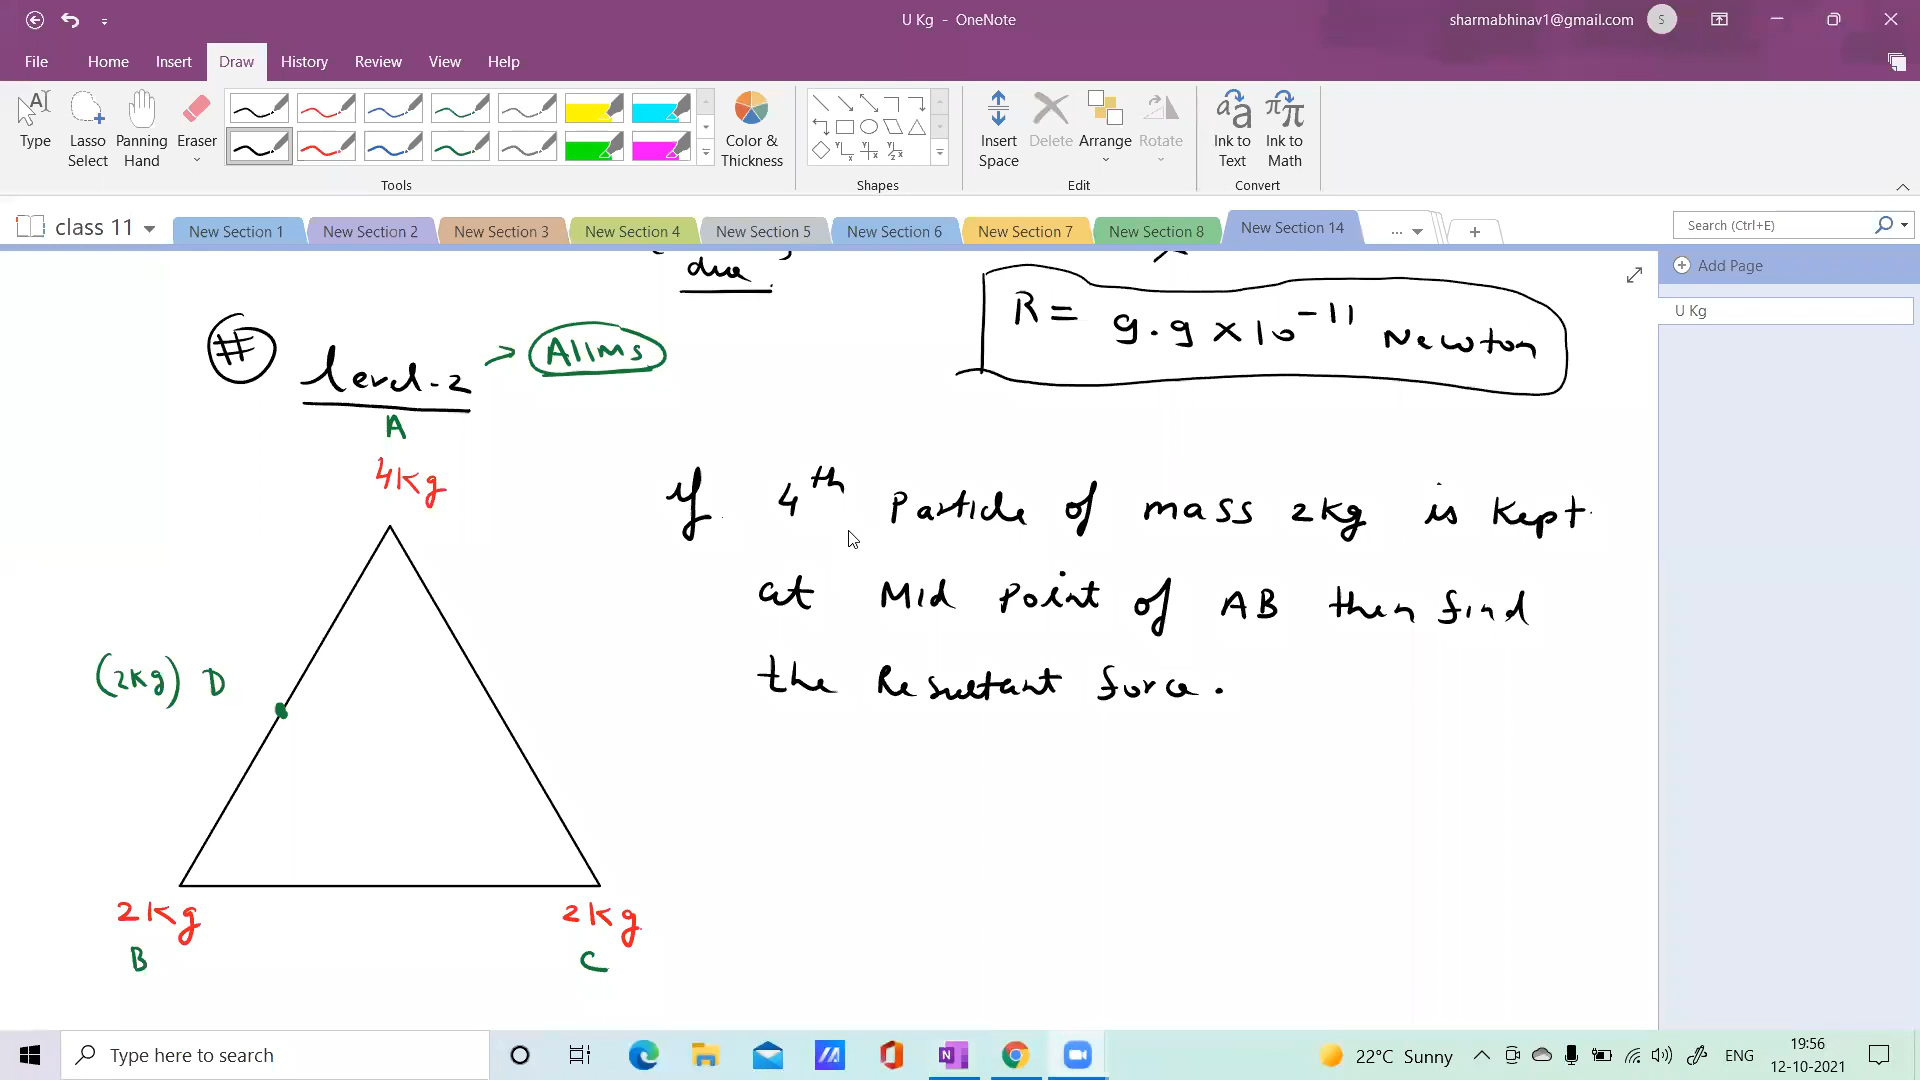 U Kg - OneNote
sharmabhinav1@gmail.com
S
File Home Insert Draw History Review View Help
Type
Lasso Select
Panning Hand
Eraser
Color & Thickness
Insert Space
Delete
Arrange
Rotate
Ink to Text
Ink to Math
Tools
Shapes
Edit
Convert
class 11
New Section 1
New Section 2
New Section 3
New Section 4
New Section 5
New Section 6
New Section 7
New Section 8
New Section 14
...
Search (Ctrl+E)
Add Page
U Kg
due
R = 9.9 × 10⁻¹¹ Newton
#
level-2
AIIMS
A
4Kg
if 4th Particle of mass 2kg is kept
at Mid point of AB then find
the Resultant force.
(2kg) D
2Kg
2Kg
B
C
Type here to search
22°C Sunny
ENG
19:56
12-10-2021